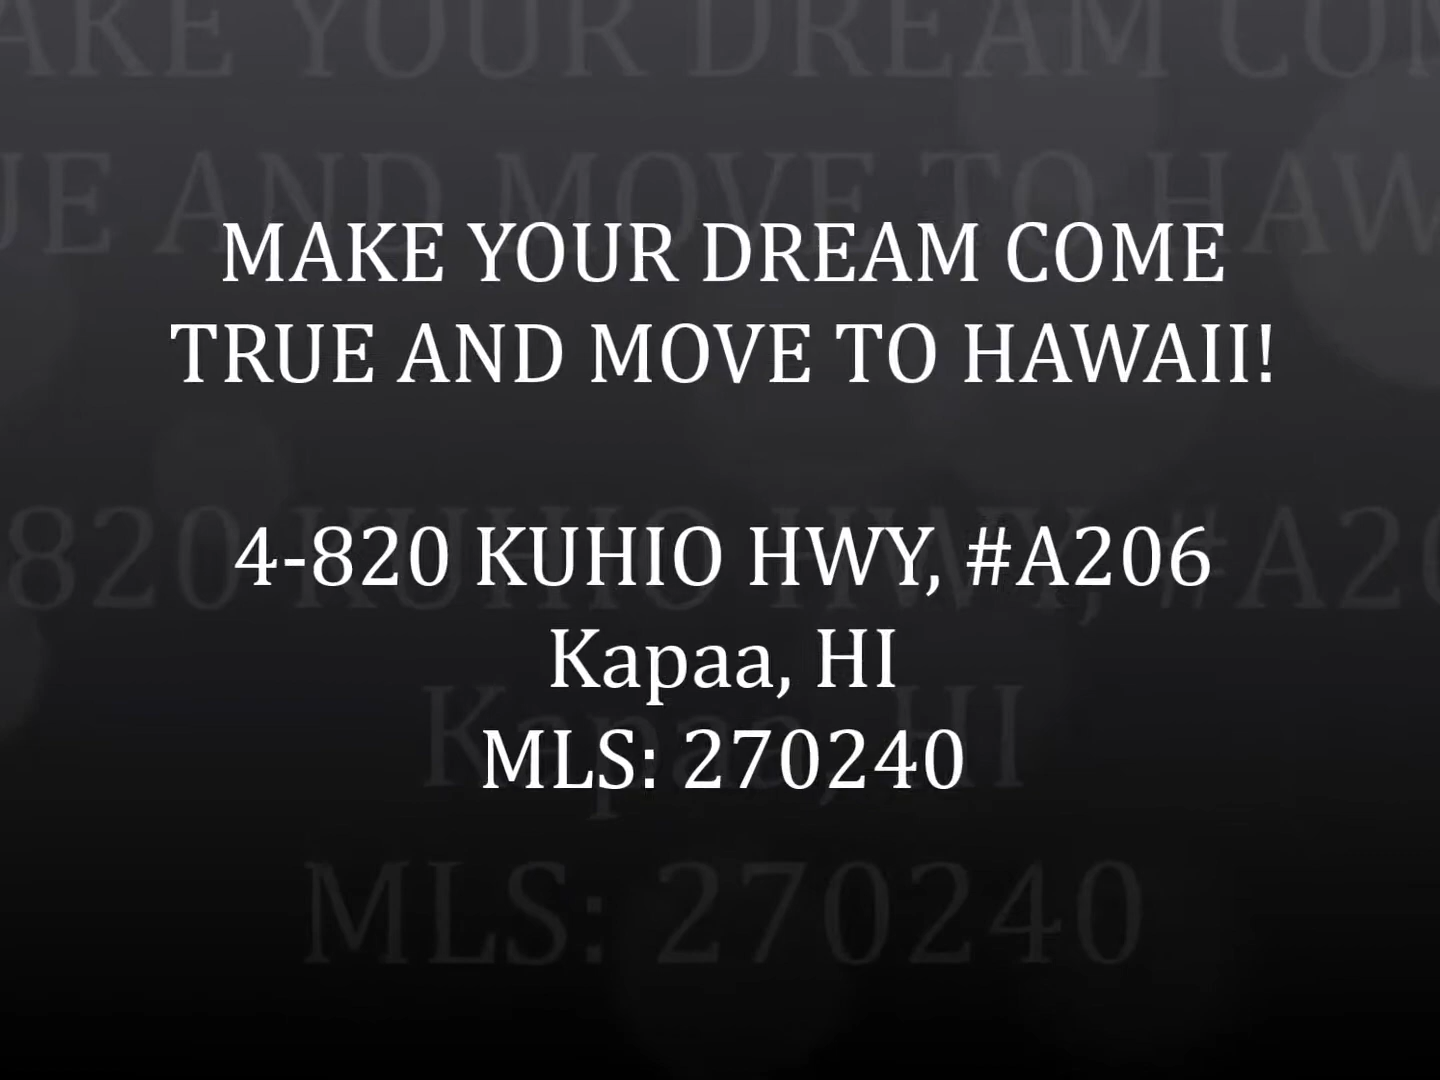 MAKE YOUR DREAM COME
TRUE AND MOVE TO HAWAII!
4-820 KUHIO HWY, #A206
Kapaa, HI
MLS: 270240